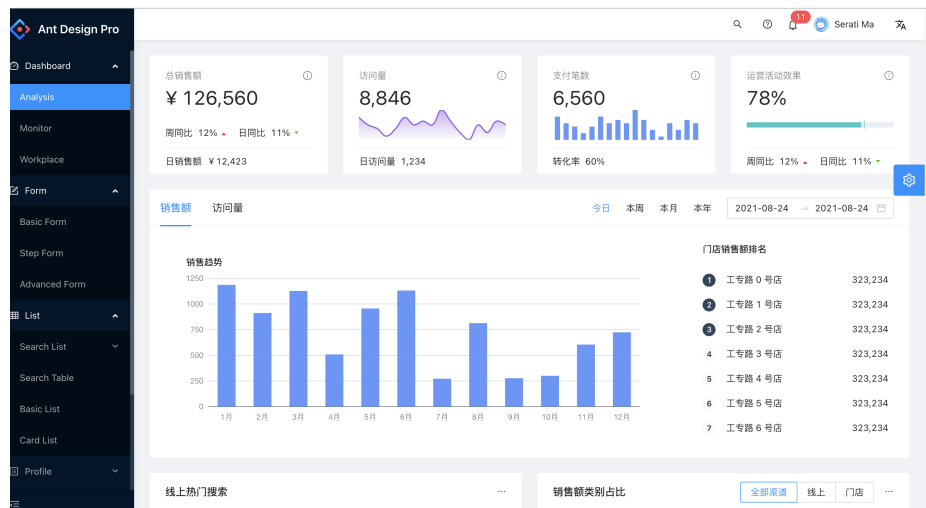 Ant Design Pro
11
Serati Ma
Dashboard
Analysis
Monitor
Workplace
Form
Basic Form
Step Form
Advanced Form
List
Search List
Search Table
Basic List
Card List
Profile
总销售额
¥ 126,560
周同比 12% 日同比 11%
日销售额 ¥ 12,423
访问量
8,846
日访问量 1,234
支付笔数
6,560
转化率 60%
运营活动效果
78%
周同比 12% 日同比 11%
销售额 访问量
今日 本周 本月 本年 2021-08-24 → 2021-08-24
销售趋势
1250
1000
750
500
250
0
1月 2月 3月 4月 5月 6月 7月 8月 9月 10月 11月 12月
门店销售额排名
1 工专路 0 号店 323,234
2 工专路 1 号店 323,234
3 工专路 2 号店 323,234
4 工专路 3 号店 323,234
5 工专路 4 号店 323,234
6 工专路 5 号店 323,234
7 工专路 6 号店 323,234
线上热门搜索 ...
销售额类别占比
全部渠道 线上 门店 ...